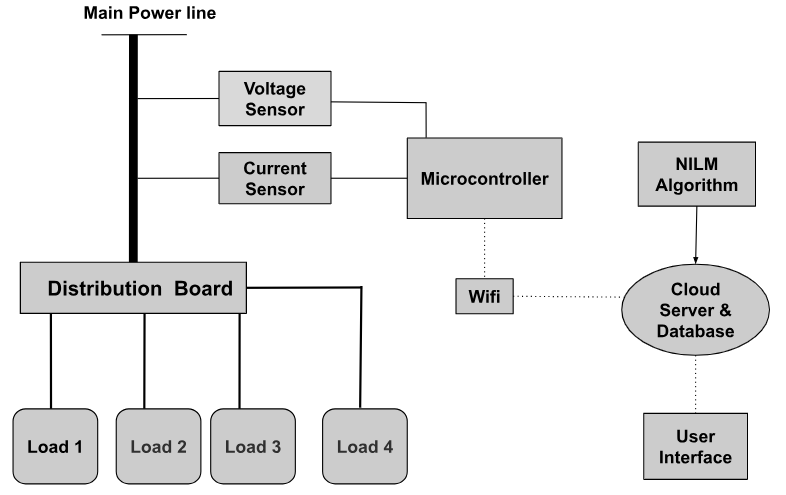 Main Power line
Voltage
Sensor
Current
Sensor
Microcontroller
NILM
Algorithm
Distribution Board
Wifi
Cloud
Server &
Database
Load 1
Load 2
Load 3
Load 4
User
Interface